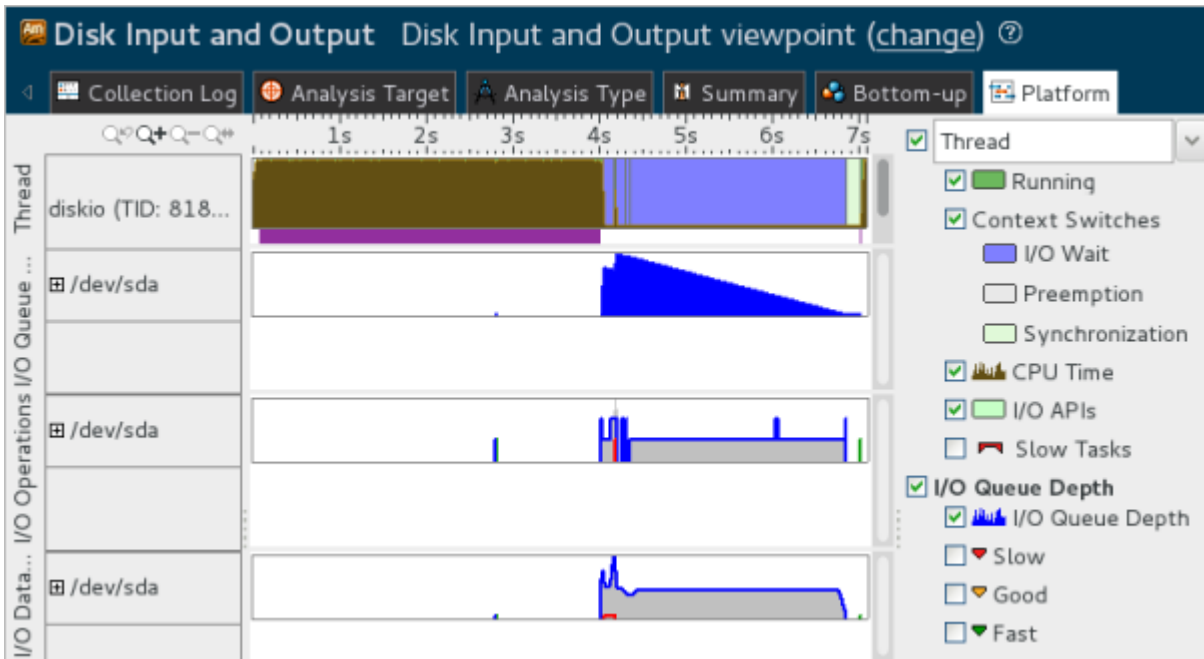 Disk Input and Output Disk Input and Output viewpoint (change) ?
Collection Log Analysis Target Analysis Type Summary Bottom-up Platform
1s 2s 3s 4s 5s 6s 7s
Thread
diskio (TID: 818...
I/O Queue ...
/dev/sda
I/O Operations
/dev/sda
I/O Data...
/dev/sda
Thread
Running
Context Switches
I/O Wait
Preemption
Synchronization
CPU Time
I/O APIs
Slow Tasks
I/O Queue Depth
I/O Queue Depth
Slow
Good
Fast